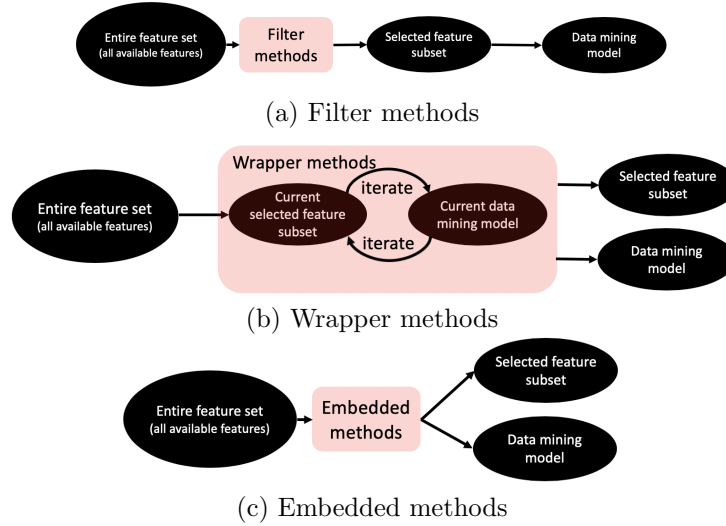 Entire feature set
(all available features)
Filter
methods
Selected feature
subset
Data mining
model
(a) Filter methods
Wrapper methods
Entire feature set
(all available features)
iterate
Current
selected feature
subset
Current data
mining model
iterate
Selected feature
subset
Data mining
model
(b) Wrapper methods
Entire feature set
(all available features)
Embedded
methods
Selected feature
subset
Data mining
model
(c) Embedded methods